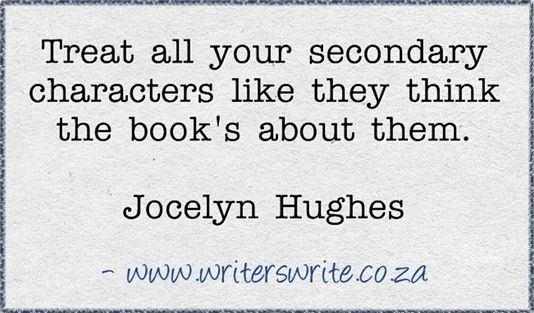 Treat all your secondary
characters like they think
the book's about them.
Jocelyn Hughes
- www.writerswrite.co.za